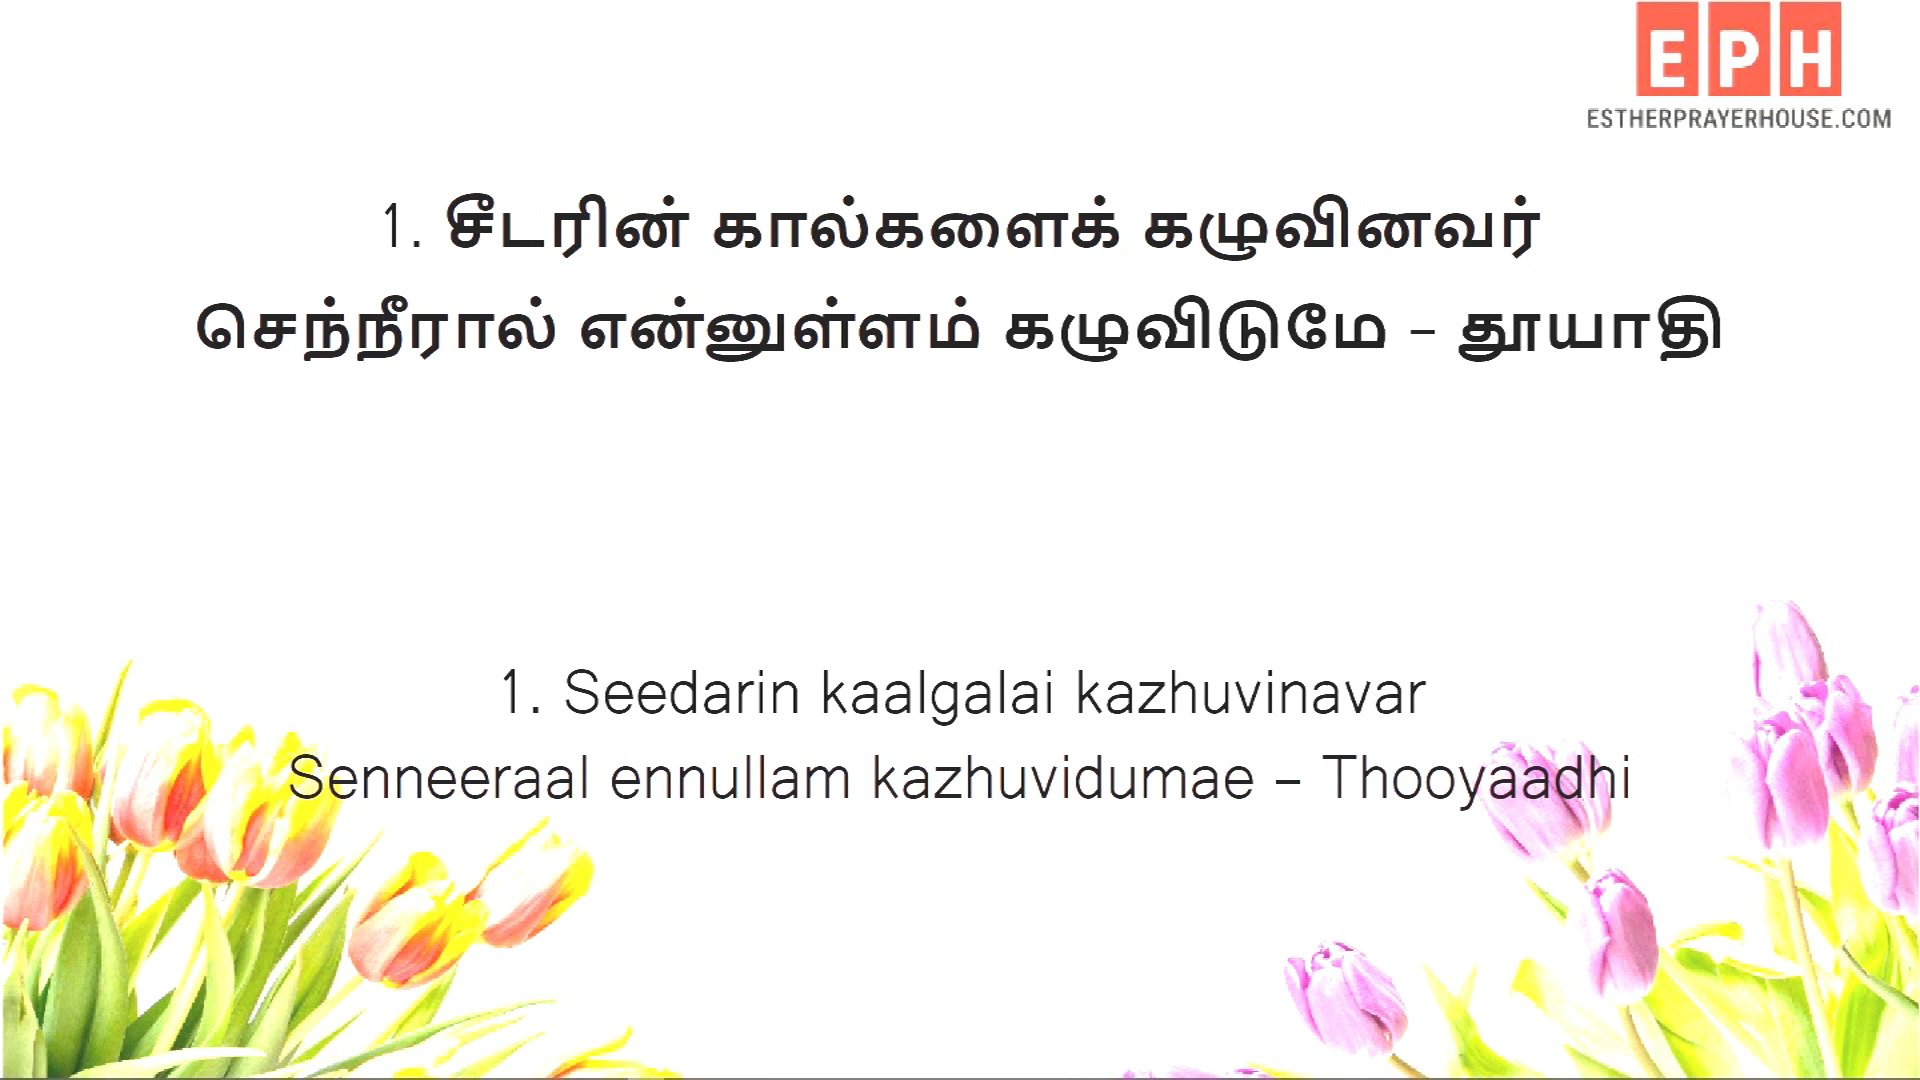 EPH
ESTHERPRAYERHOUSE.COM
1. சீடரின் கால்களைக் கழுவினவர்
செந்நீரால் என்னுள்ளம் கழுவிடுமே – தூயாதி
1. Seedarin kaalgalai kazhuvinavar
Senneeraal ennullam kazhuvidumae – Thooyaadhi